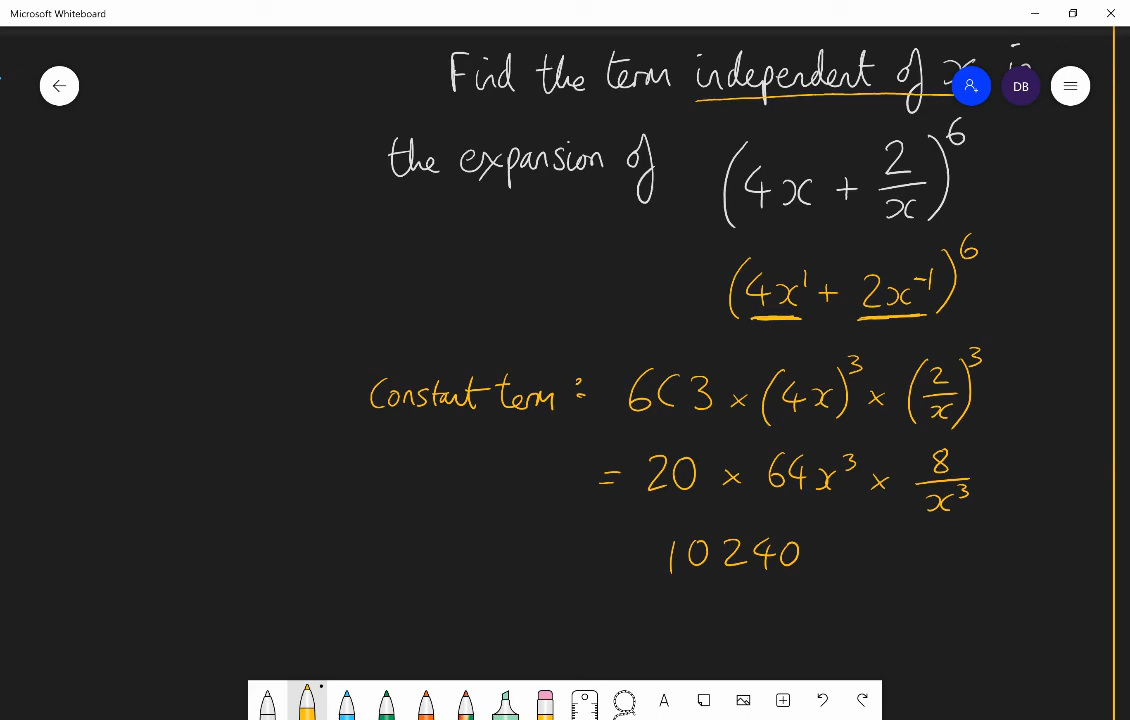 Microsoft Whiteboard
Find the term independent of x in
DB
the expansion of (4x + 2/x)^6
(4x^1 + 2x^-1)^6
Constant term : 6C3 × (4x)^3 × (2/x)^3
= 20 × 64x^3 × 8/x^3
10240
A